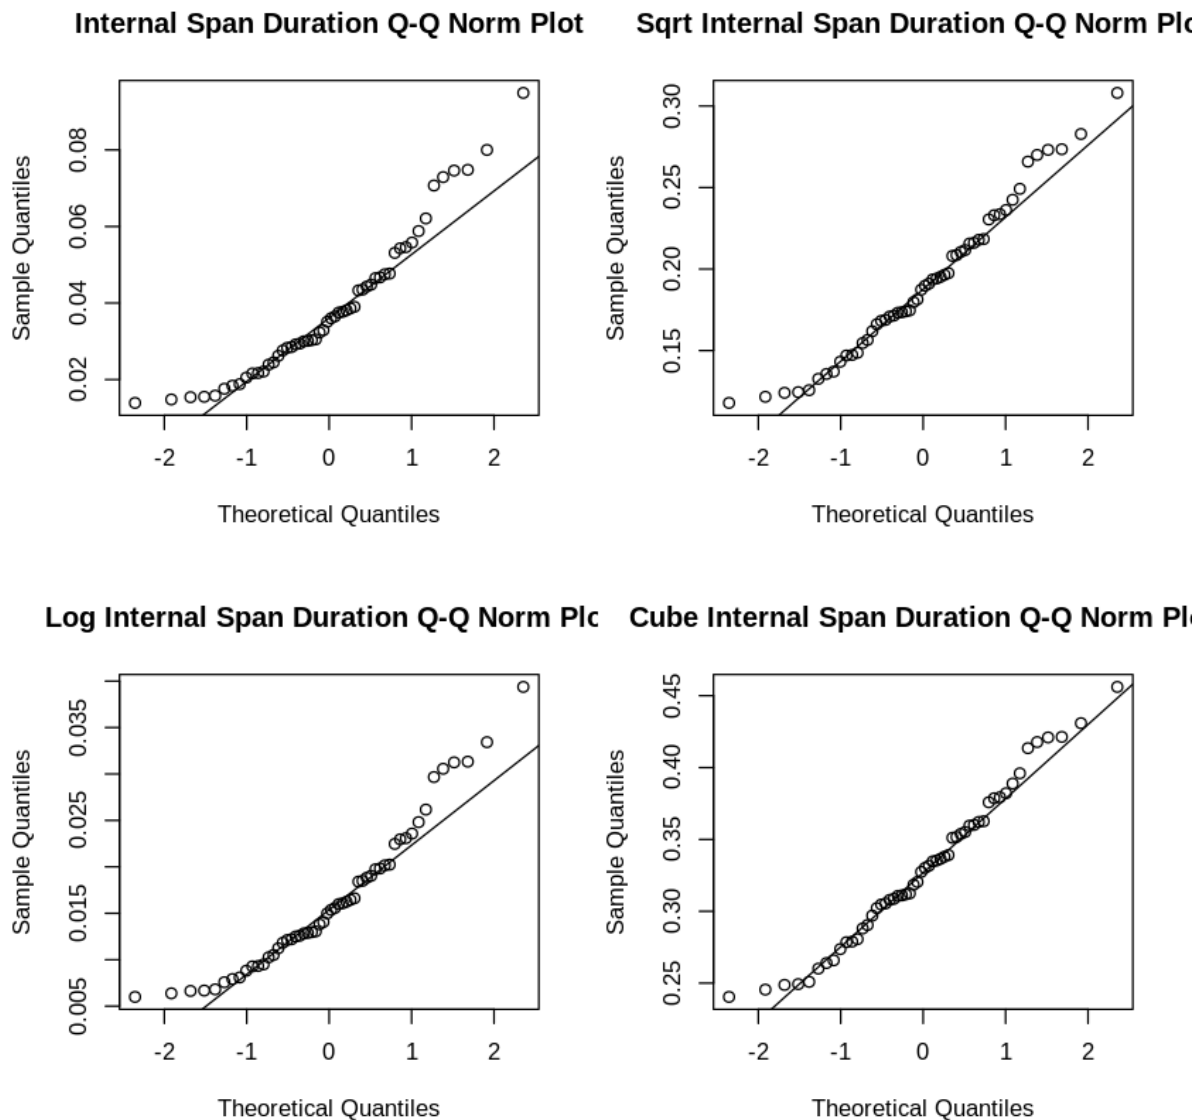 Internal Span Duration Q-Q Norm Plot
Sample Quantiles
0.02 0.04 0.06 0.08
-2 -1 0 1 2
Theoretical Quantiles
Sqrt Internal Span Duration Q-Q Norm Plo
Sample Quantiles
0.15 0.20 0.25 0.30
-2 -1 0 1 2
Theoretical Quantiles
Log Internal Span Duration Q-Q Norm Plo
Sample Quantiles
0.005 0.015 0.025 0.035
-2 -1 0 1 2
Theoretical Quantiles
Cube Internal Span Duration Q-Q Norm Plo
Sample Quantiles
0.25 0.30 0.35 0.40 0.45
-2 -1 0 1 2
Theoretical Quantiles